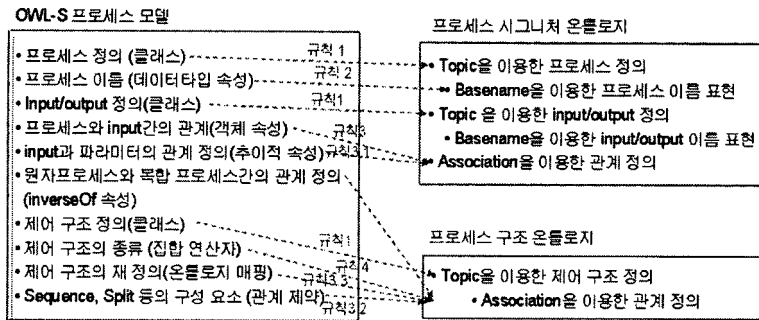 OWL-S 프로세스 모델
• 프로세스 정의 (클래스)
• 프로세스 이름 (데이터타입 속성)
• Input/output 정의(클래스)
• 프로세스와 input간의 관계(객체 속성)
• input과 파라미터의 관계 정의(추이적 속성)
• 원자프로세스와 복합 프로세스간의 관계 정의
(inverseOf 속성)
• 제어 구조 정의(클래스)
• 제어 구조의 종류 (집합 연산자)
• 제어 구조의 재 정의(온톨로지 매핑)
• Sequence, Split 등의 구성 요소 (관계 제약)
규칙 1
규칙 2
규칙1
규칙3
규칙3.1
규칙1
규칙4
규칙3.3
규칙3.2
프로세스 시그니처 온톨로지
• Topic을 이용한 프로세스 정의
• Basename을 이용한 프로세스 이름 표현
• Topic 을 이용한 input/output 정의
• Basename을 이용한 input/output 이름 표현
• Association을 이용한 관계 정의
프로세스 구조 온톨로지
• Topic을 이용한 제어 구조 정의
• Association을 이용한 관계 정의